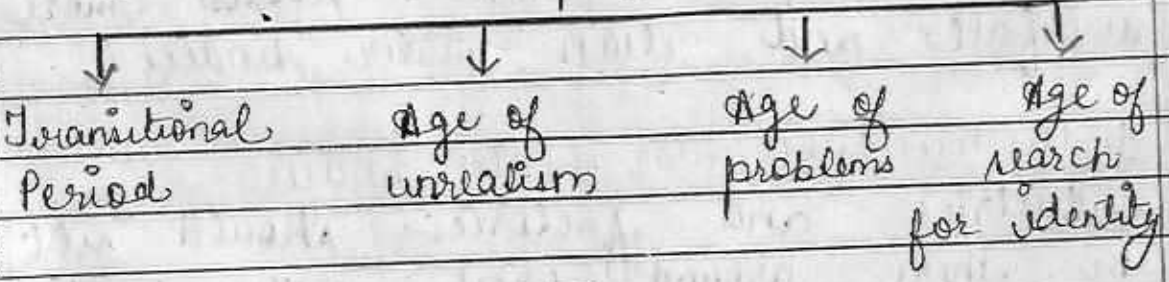 Transitional Age of Age of Age of
Period unrealism problems search
for identity